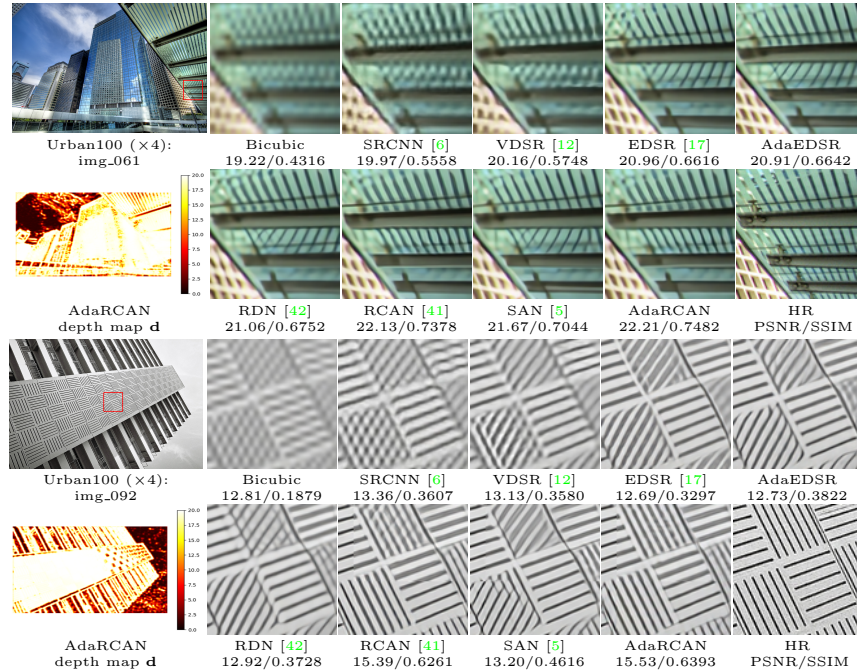 Urban100 (×4):
img_061
Bicubic
19.22/0.4316
SRCNN [6]
19.97/0.5558
VDSR [12]
20.16/0.5748
EDSR [17]
20.96/0.6616
AdaEDSR
20.91/0.6642
20.0
17.5
15.0
12.5
10.0
7.5
5.0
2.5
0.0
AdaRCAN
depth map d
RDN [42]
21.06/0.6752
RCAN [41]
22.13/0.7378
SAN [5]
21.67/0.7044
AdaRCAN
22.21/0.7482
HR
PSNR/SSIM
Urban100 (×4):
img_092
Bicubic
12.81/0.1879
SRCNN [6]
13.36/0.3607
VDSR [12]
13.13/0.3580
EDSR [17]
12.69/0.3297
AdaEDSR
12.73/0.3822
20.0
17.5
15.0
12.5
10.0
7.5
5.0
2.5
0.0
AdaRCAN
depth map d
RDN [42]
12.92/0.3728
RCAN [41]
15.39/0.6261
SAN [5]
13.20/0.4616
AdaRCAN
15.53/0.6393
HR
PSNR/SSIM